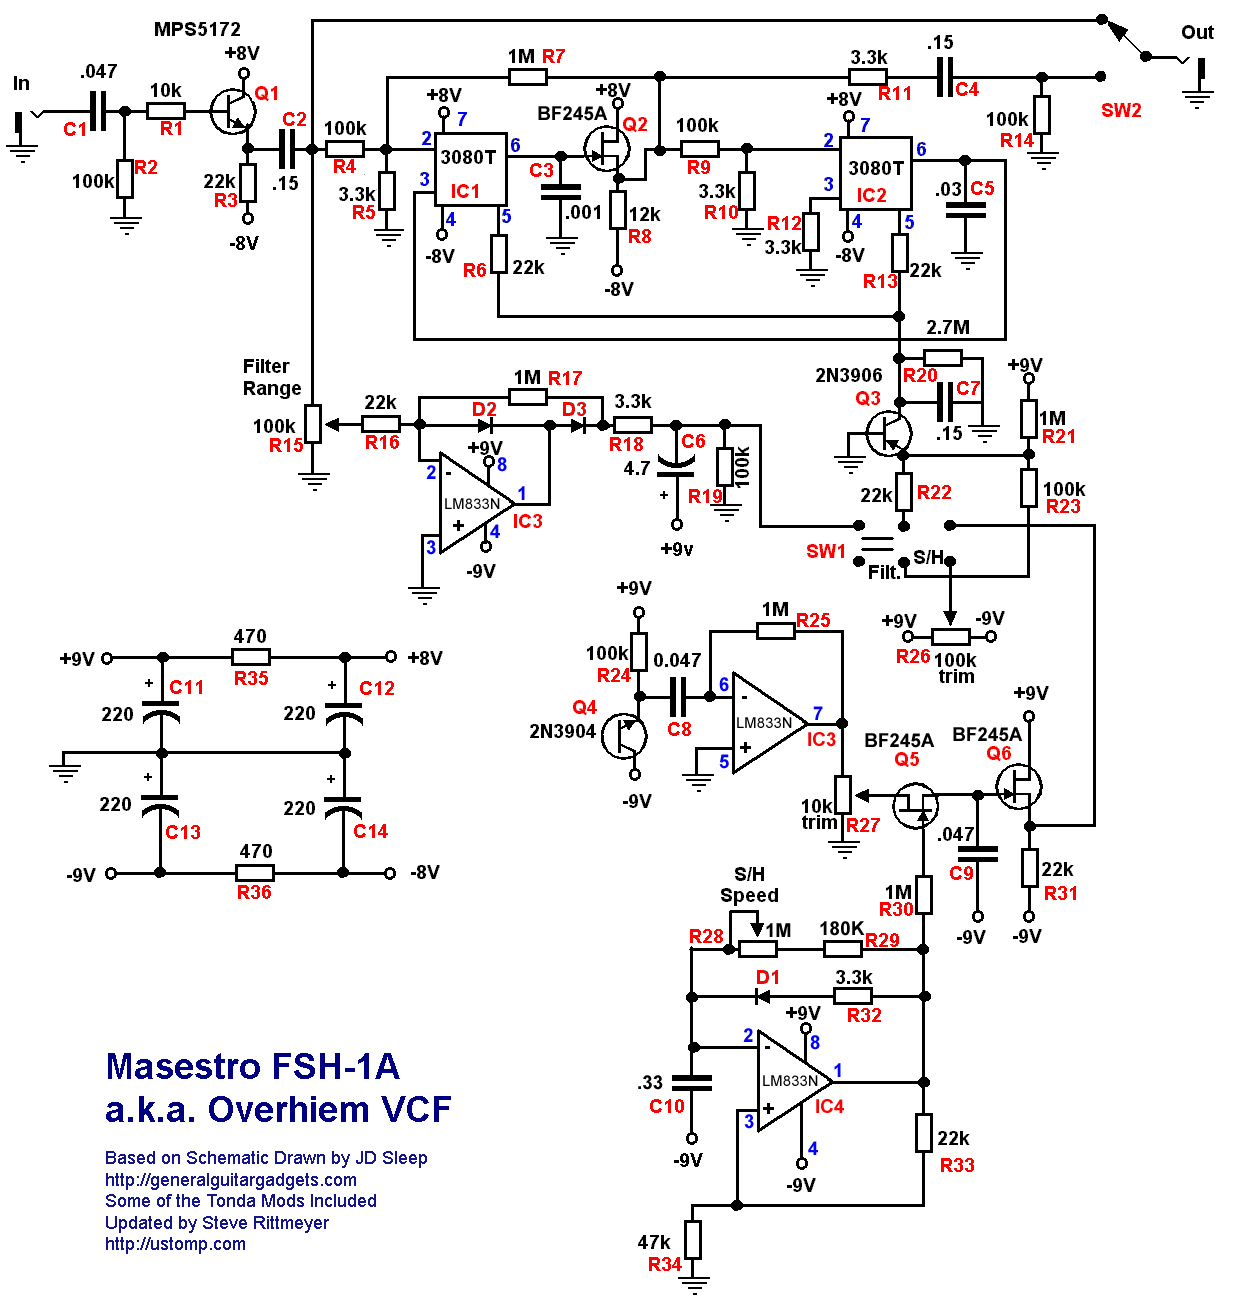 MPS5172
+8V
In
.047
10k
Q1
C1
R1
C2
R2
100k
22k
R3
.15
-8V
1M R7
+8V
7
BF245A
+8V
Q2
100k
R4
2
3080T
6
3
IC1
3.3k
R5
4
5
-8V
R6
22k
C3
.001
12k
R8
-8V
100k
R9
3.3k
R10
3.3k
R11
.15
C4
+8V
7
2
3080T
6
3
IC2
R12
3.3k
4
5
-8V
R13
22k
.03 C5
100k
R14
SW2
Out
Filter
Range
100k
R15
22k
R16
1M R17
D2
D3
3.3k
R18
+9V
8
2
-
LM833N
1
+
IC3
3
4
-9V
C6
4.7
+
+9v
R19
100k
2.7M
R20
2N3906
Q3
C7
.15
+9V
1M
R21
22k
R22
100k
R23
SW1
Filt.
S/H
+9V
-9V
R26
100k
trim
+9V
470
+8V
R35
+
C11
220
+
C12
220
+
220
C13
+
220
C14
-9V
470
-8V
R36
+9V
100k
R24
0.047
C8
Q4
2N3904
-9V
1M
R25
6
-
LM833N
7
5
+
IC3
10k
trim
R27
BF245A
Q5
BF245A
Q6
+9V
.047
C9
-9V
22k
R31
-9V
S/H
Speed
R28
1M
180K
R29
1M
R30
D1
3.3k
R32
+9V
8
2
-
LM833N
1
+
IC4
3
4
-9V
.33
C10
-9V
22k
R33
47k
R34
Masestro FSH-1A
a.k.a. Overhiem VCF
Based on Schematic Drawn by JD Sleep
http://generalguitargadgets.com
Some of the Tonda Mods Included
Updated by Steve Rittmeyer
http://ustomp.com